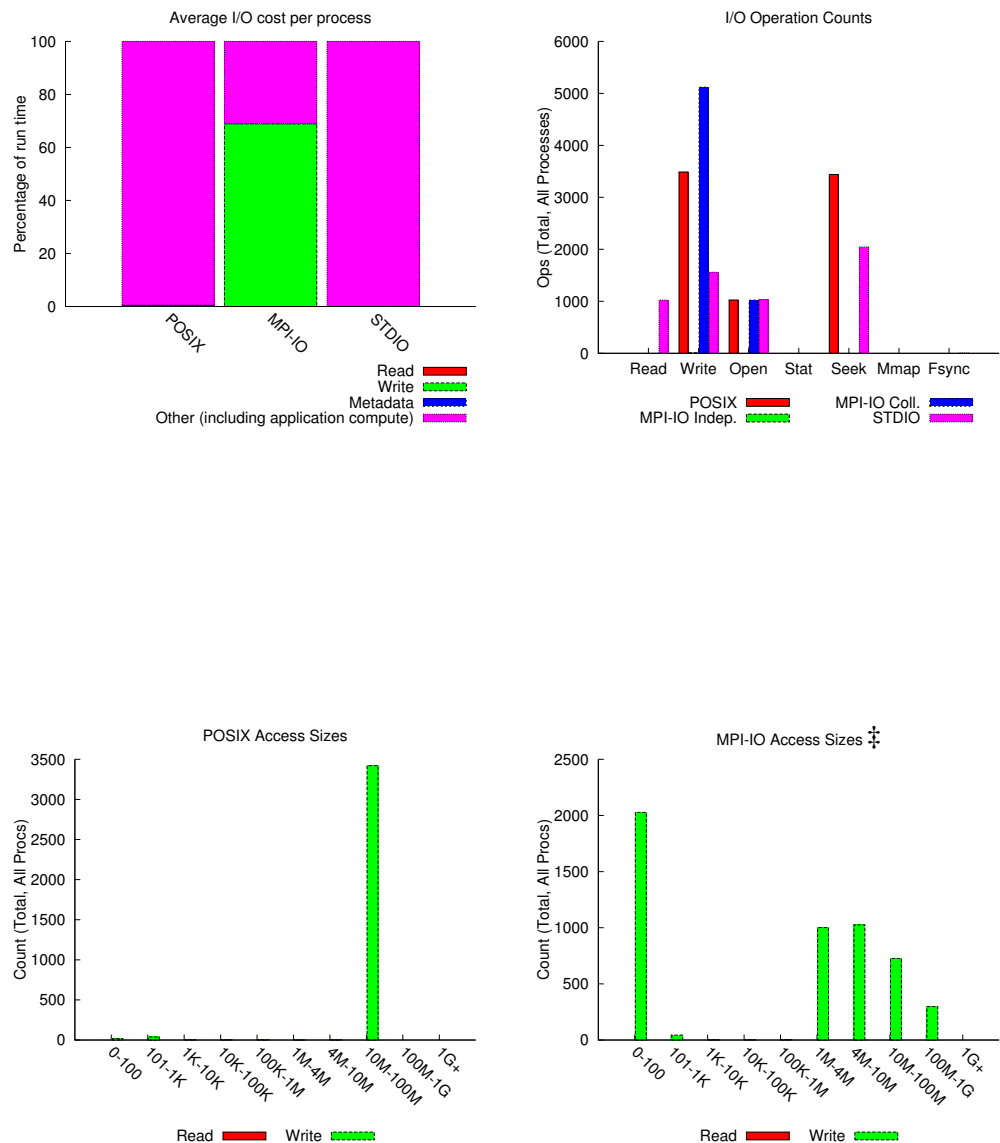 Average I/O cost per process
100
80
60
40
20
0
Percentage of run time
POSIX
MPI-IO
STDIO
Read
Write
Metadata
Other (including application compute)
I/O Operation Counts
6000
5000
4000
3000
2000
1000
0
Ops (Total, All Processes)
Read Write Open Stat Seek Mmap Fsync
POSIX MPI-IO Coll.
MPI-IO Indep. STDIO
POSIX Access Sizes
3500
3000
2500
2000
1500
1000
500
0
Count (Total, All Procs)
0-100
101-1K
1K-10K
10K-100K
100K-1M
1M-4M
4M-10M
10M-100M
100M-1G
1G+
Read Write
MPI-IO Access Sizes ‡
2500
2000
1500
1000
500
0
Count (Total, All Procs)
0-100
101-1K
1K-10K
10K-100K
100K-1M
1M-4M
4M-10M
10M-100M
100M-1G
1G+
Read Write